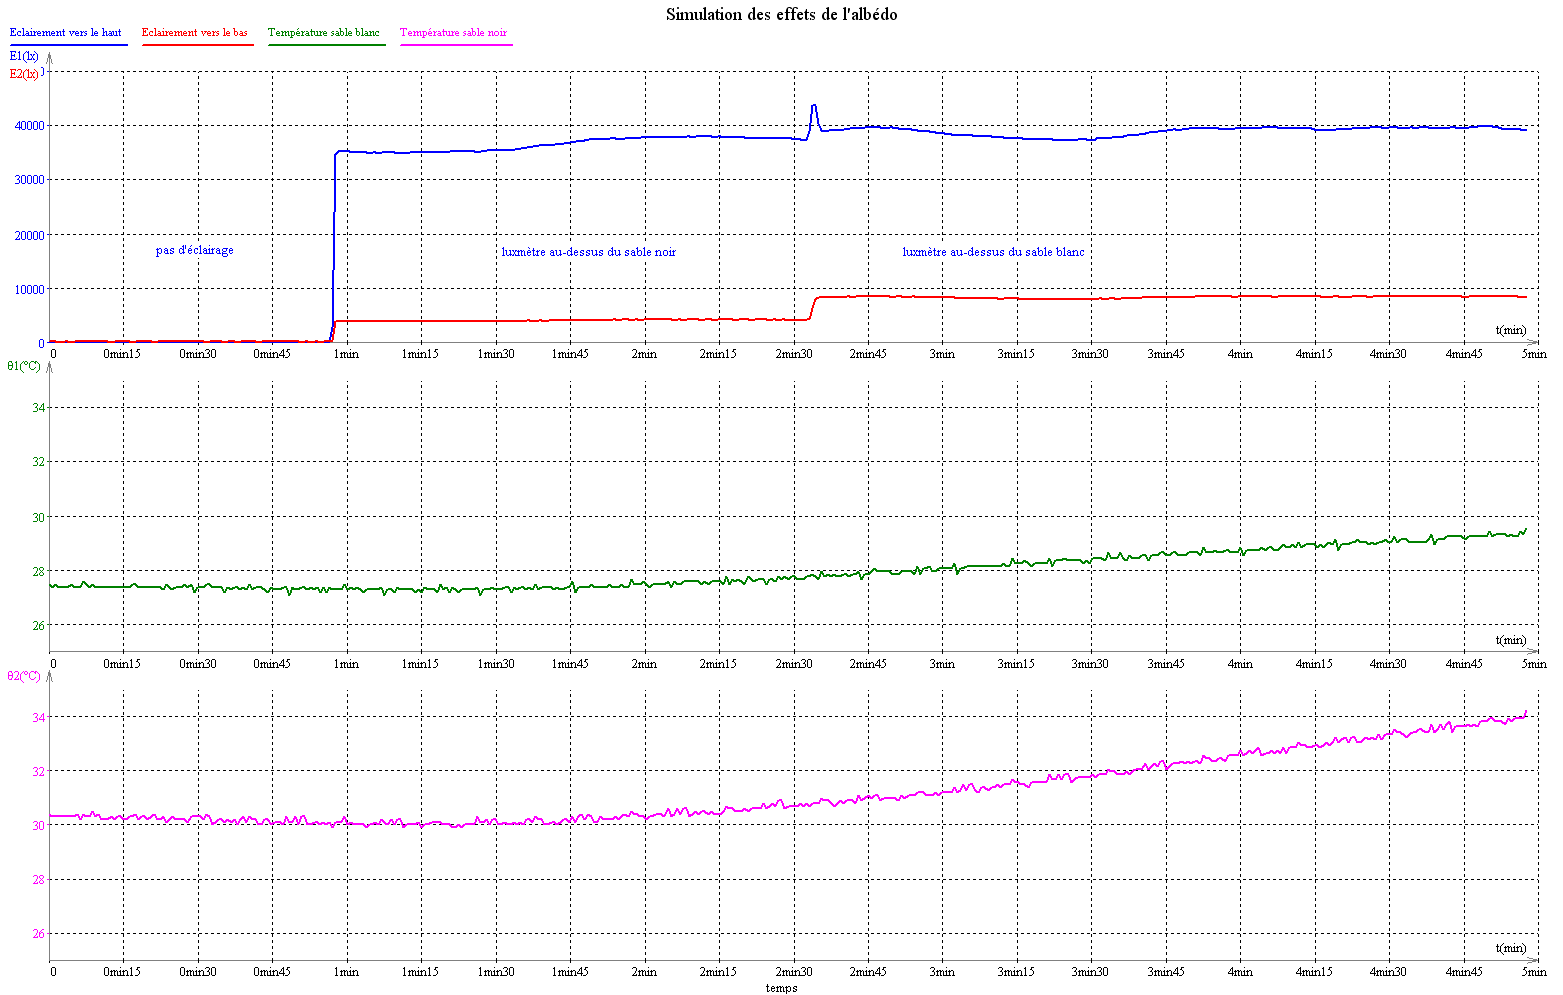 Simulation des effets de l'albédo
Eclairement vers le haut Eclairement vers le bas Température sable blanc Température sable noir
E1(lx)
E2(lx)
40000
30000
20000
10000
0
pas d'éclairage luxmètre au-dessus du sable noir luxmètre au-dessus du sable blanc
t(min)
0 0min15 0min30 0min45 1min 1min15 1min30 1min45 2min 2min15 2min30 2min45 3min 3min15 3min30 3min45 4min 4min15 4min30 4min45 5min
θ1(°C)
34
32
30
28
26
t(min)
0 0min15 0min30 0min45 1min 1min15 1min30 1min45 2min 2min15 2min30 2min45 3min 3min15 3min30 3min45 4min 4min15 4min30 4min45 5min
θ2(°C)
34
32
30
28
26
t(min)
0 0min15 0min30 0min45 1min 1min15 1min30 1min45 2min 2min15 2min30 2min45 3min 3min15 3min30 3min45 4min 4min15 4min30 4min45 5min
temps